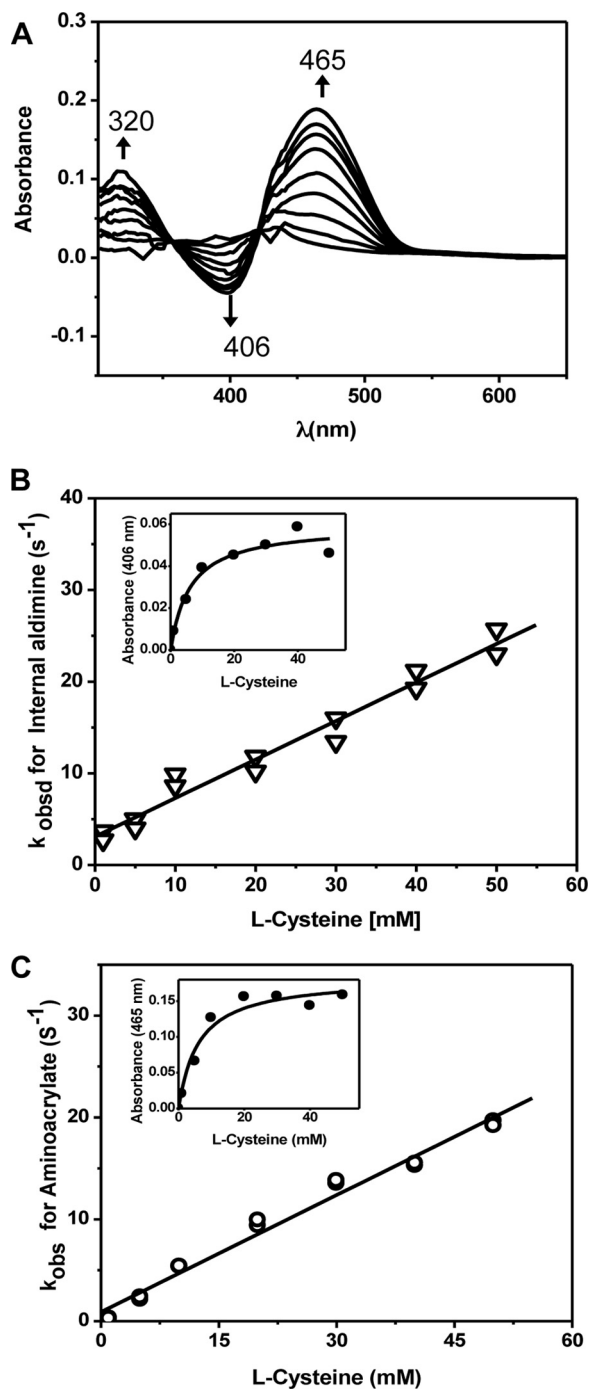 A
320
465
406
Absorbance
0.3
0.2
0.1
0.0
-0.1
400
500
600
λ(nm)
B
k obsd for Internal aldimine (s-1)
40
30
20
10
0
0 10 20 30 40 50 60
L-Cysteine [mM]
Absorbance (406 nm)
0.06
0.04
0.02
0.00
0 20 40
L-Cysteine
C
kobs for Aminoacrylate (S-1)
30
20
10
0
0 15 30 45 60
L-Cysteine (mM)
Absorbance (465 nm)
0.15
0.10
0.05
0.00
0 20 40
L-Cysteine (mM)